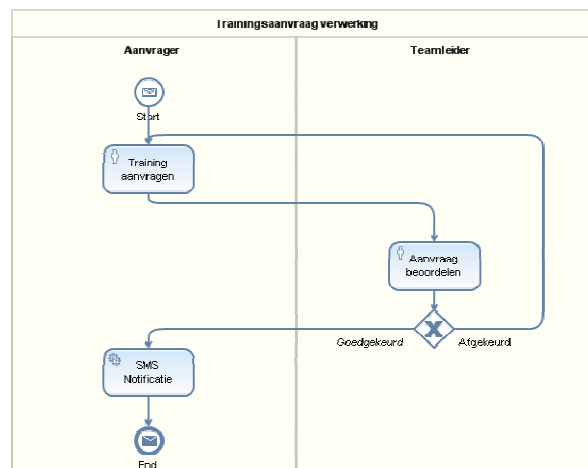 Trainingsaanvraag verwerking
Aanvrager
Teamleider
Start
Training
aanvragen
Aanvraag
beoordelen
Goedgekeurd
Afgekeurd
SMS
Notificatie
End